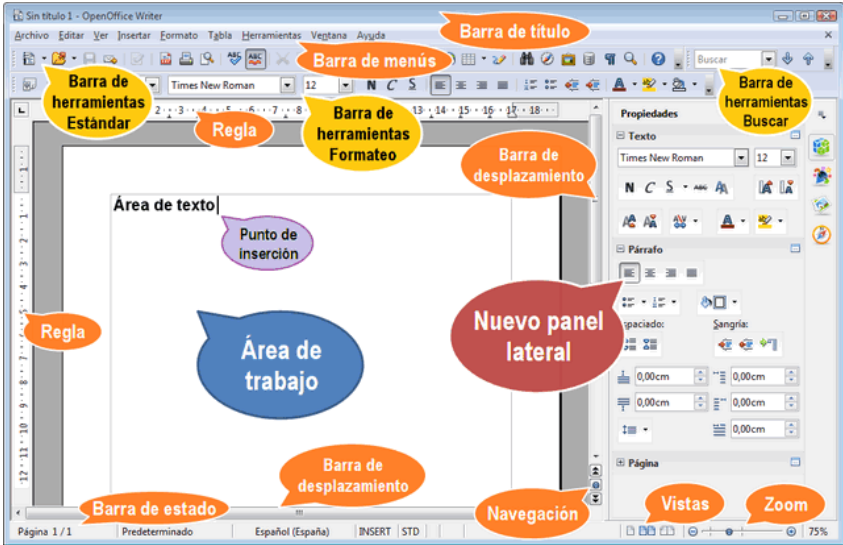 Sin título 1 - OpenOffice Writer
Barra de título
Archivo Editar Ver Insertar Formato Tabla Herramientas Ventana Ayuda
Barra de menús
Buscar
Barra de
herramientas
Estàndar
Times New Roman
12
N C S
Barra de
herramientas
Formateo
Barra de
herramientas
Buscar
Regla
Barra de
desplazamiento
Propiedades
Texto
Times New Roman 12
N C S
Área de texto
Punto de
inserción
Párrafo
Regla
Área de
trabajo
Nuevo panel
lateral
Sangría:
0,00cm 0,00cm
0,00cm 0,00cm
0,00cm
Página
Barra de
desplazamiento
Navegación
Vistas
Zoom
Barra de estado
Página 1 / 1 Predeterminado Español (España) INSERT STD 75%